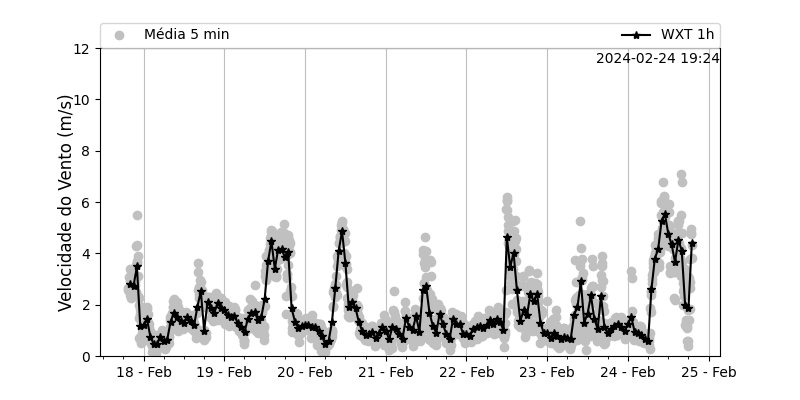 Média 5 min
WXT 1h
2024-02-24 19:24
Velocidade do Vento (m/s)
12
10
8
6
4
2
0
18 - Feb
19 - Feb
20 - Feb
21 - Feb
22 - Feb
23 - Feb
24 - Feb
25 - Feb